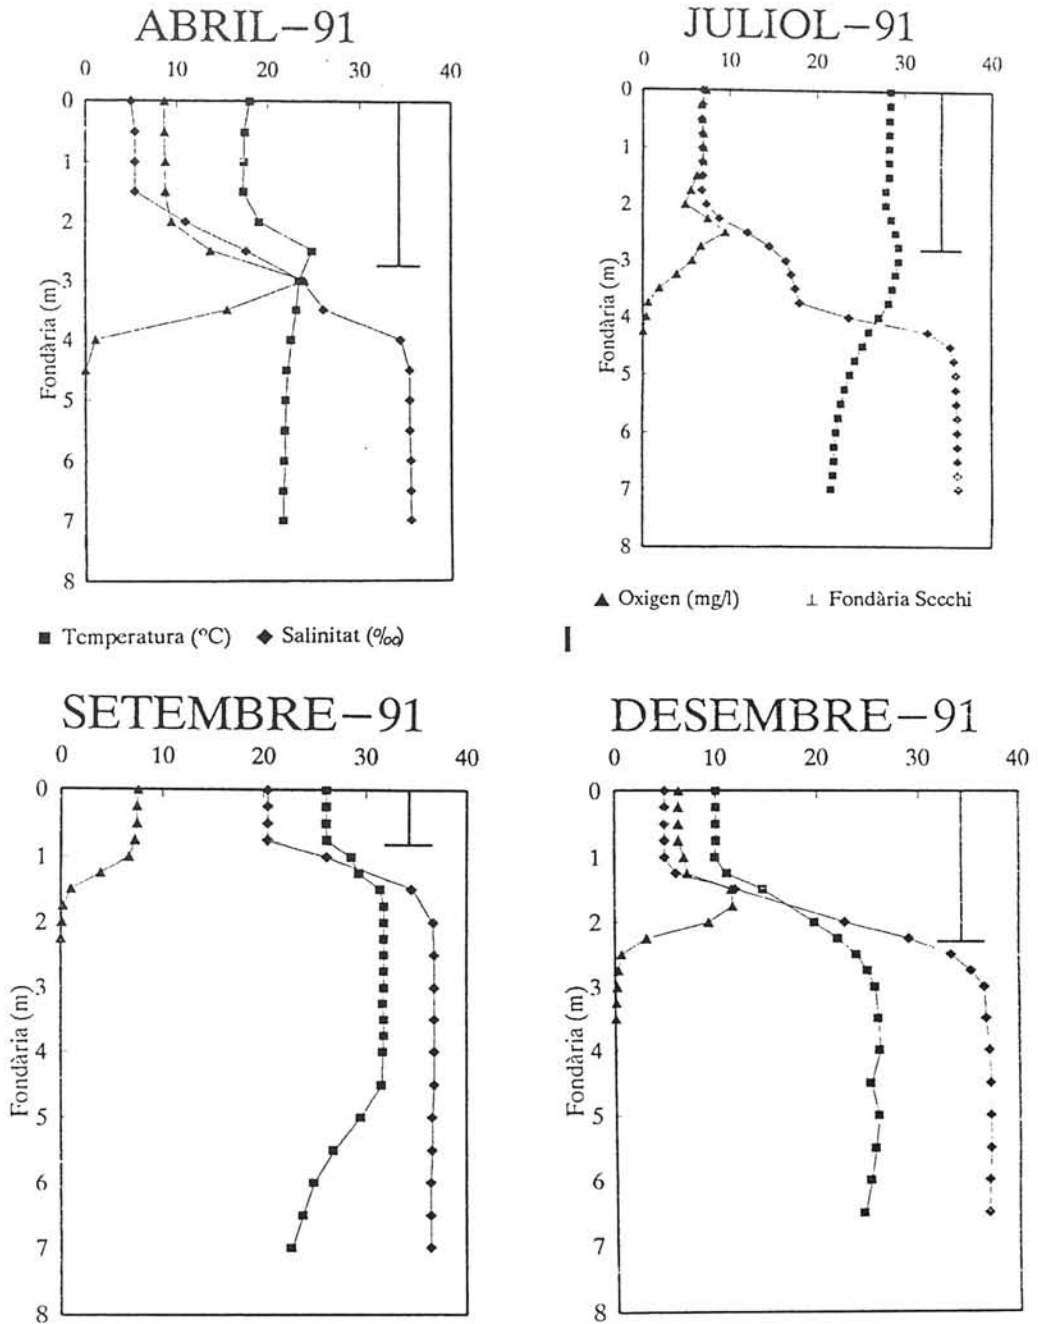 ABRIL-91
0 10 20 30 40
0
1
2
3
4
5
6
7
8
Fondària (m)
JULIOL-91
0 10 20 30 40
0
1
2
3
4
5
6
7
8
Fondària (m)
▲ Oxigen (mg/l) ⊥ Fondària Secchi
■ Temperatura (ºC) ◆ Salinitat (‰)
SETEMBRE-91
0 10 20 30 40
0
1
2
3
4
5
6
7
8
Fondària (m)
DESEMBRE-91
0 10 20 30 40
0
1
2
3
4
5
6
7
8
Fondària (m)